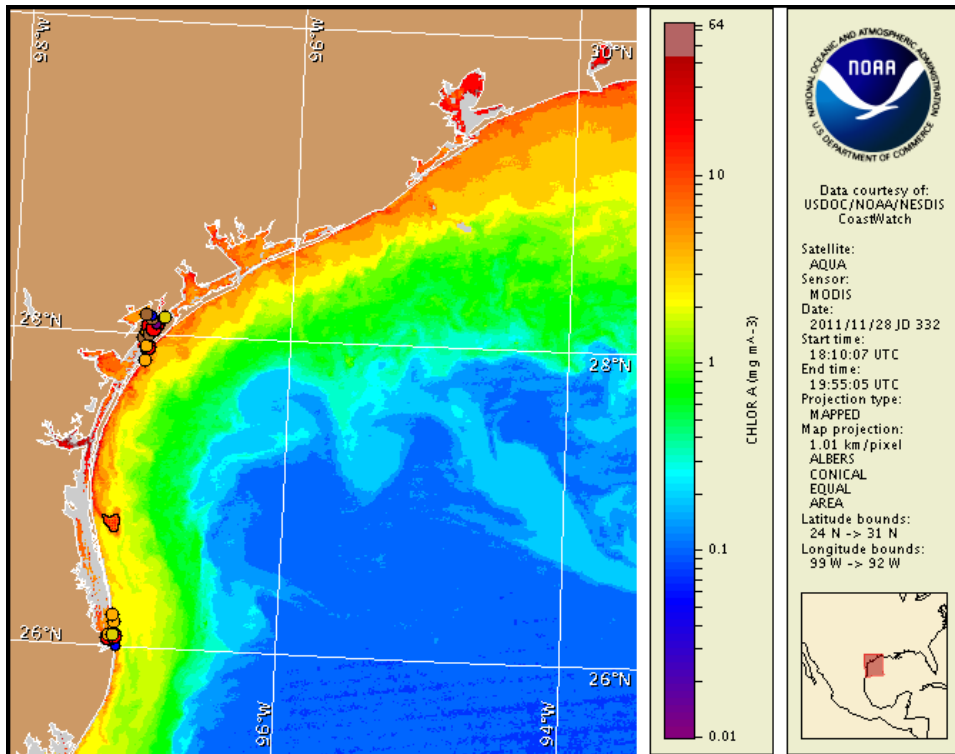 98°W
96°W
30°N
28°N
28°N
26°N
26°N
96°W
94°W
64
10
1
0.1
0.01
CHLOR A (mg m^-3)
NATIONAL OCEANIC AND ATMOSPHERIC ADMINISTRATION
NOAA
U.S. DEPARTMENT OF COMMERCE
Data courtesy of:
USDOC/NOAA/NESDIS
CoastWatch
Satellite:
AQUA
Sensor:
MODIS
Date:
2011/11/28 JD 332
Start time:
18:10:07 UTC
End time:
19:55:05 UTC
Projection type:
MAPPED
Map projection:
1.01 km/pixel
ALBERS
CONICAL
EQUAL
AREA
Latitude bounds:
24 N -> 31 N
Longitude bounds:
99 W -> 92 W